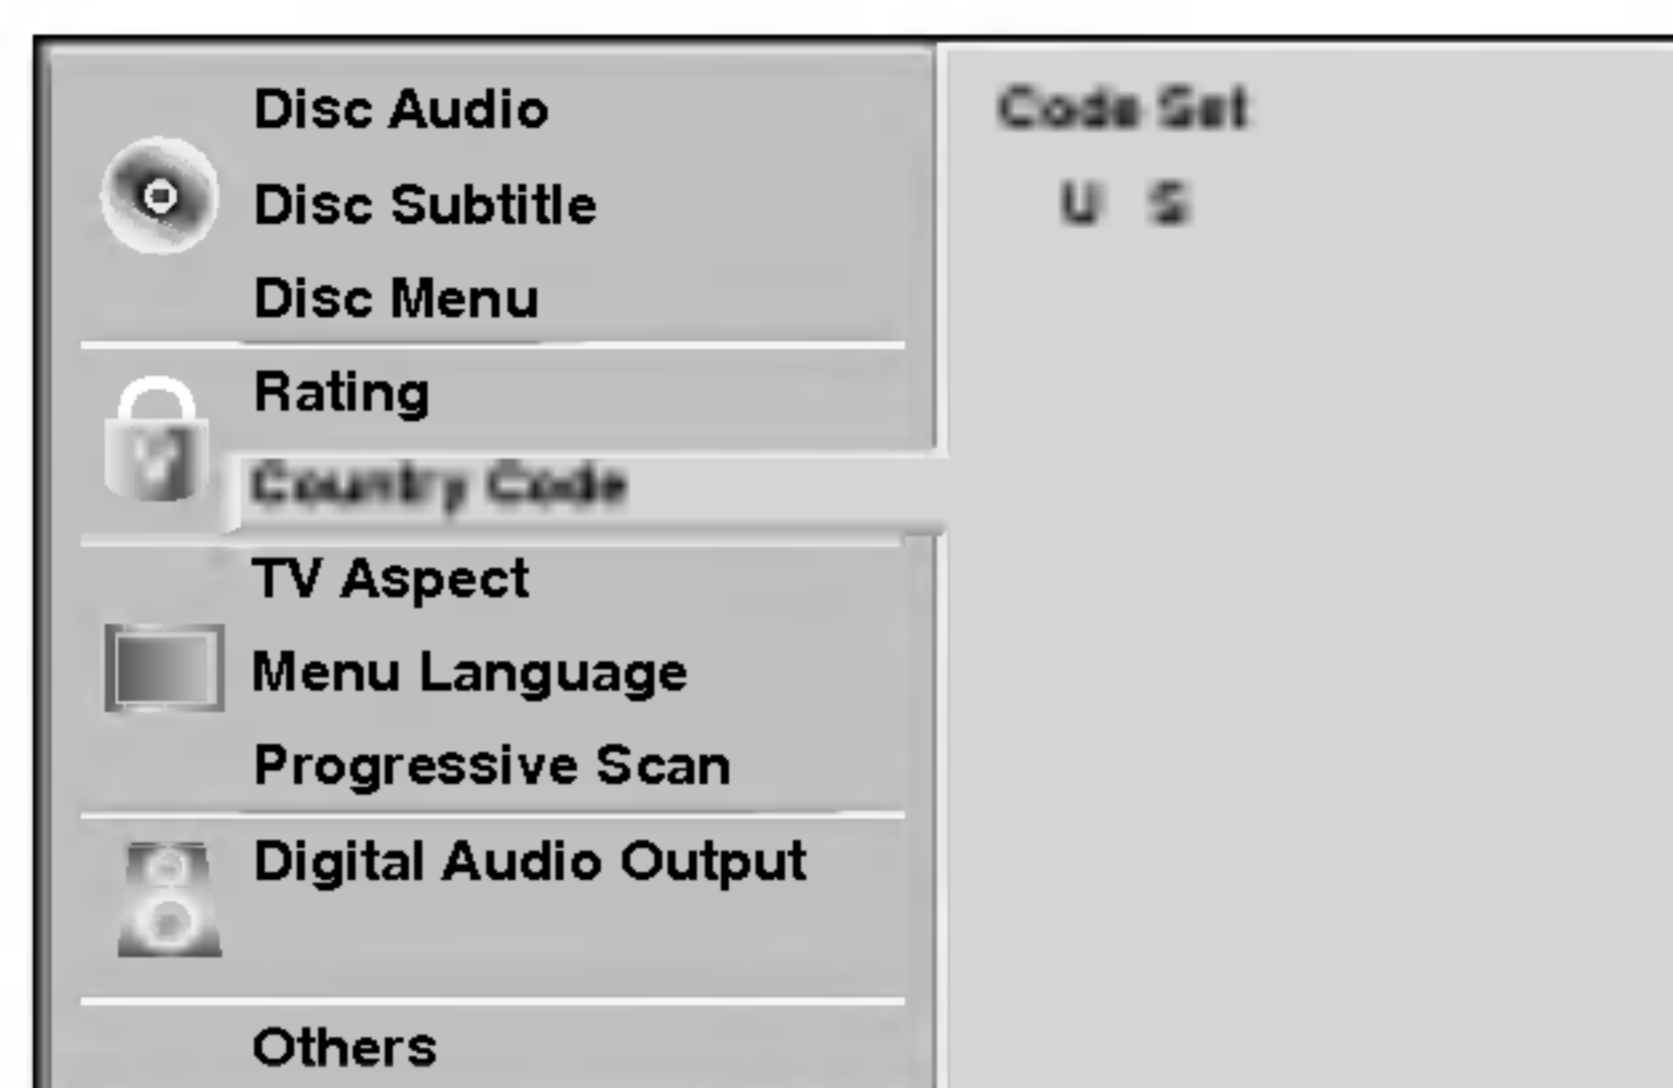 Disc Audio
Disc Subtitle
Disc Menu
Rating
Country Code
TV Aspect
Menu Language
Progressive Scan
Digital Audio Output
Others
Code Set
U S